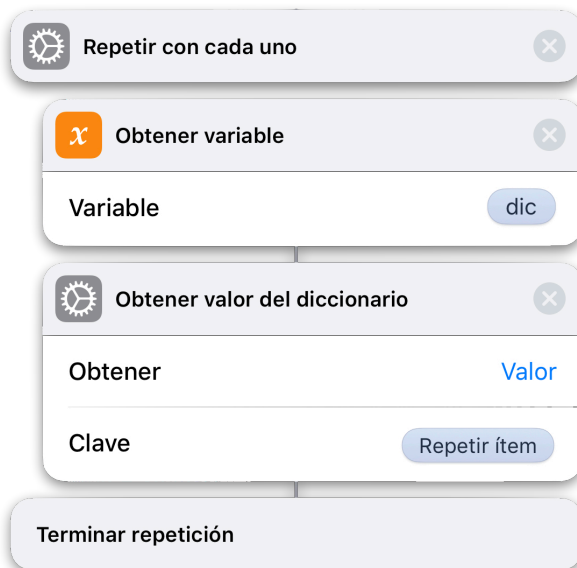 Repetir con cada uno
x Obtener variable
Variable dic
Obtener valor del diccionario
Obtener Valor
Clave Repetir ítem
Terminar repetición